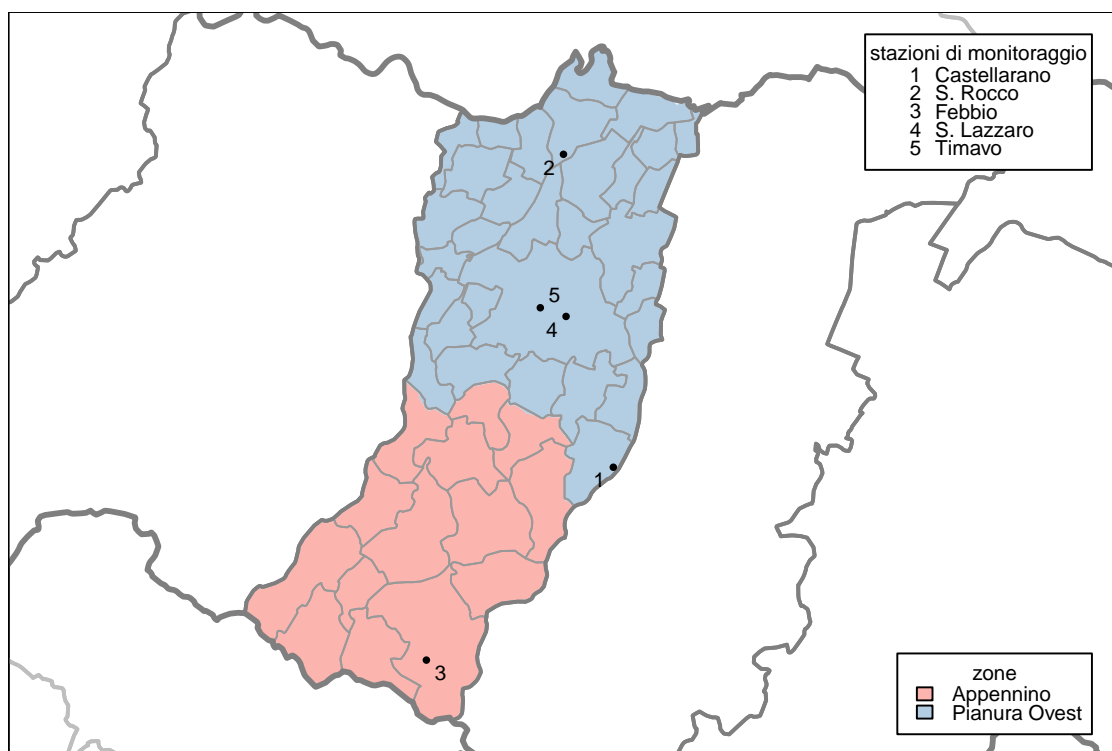 stazioni di monitoraggio
1 Castellarano
2 S. Rocco
3 Febbio
4 S. Lazzaro
5 Timavo
2
5
4
1
3
zone
Appennino
Pianura Ovest